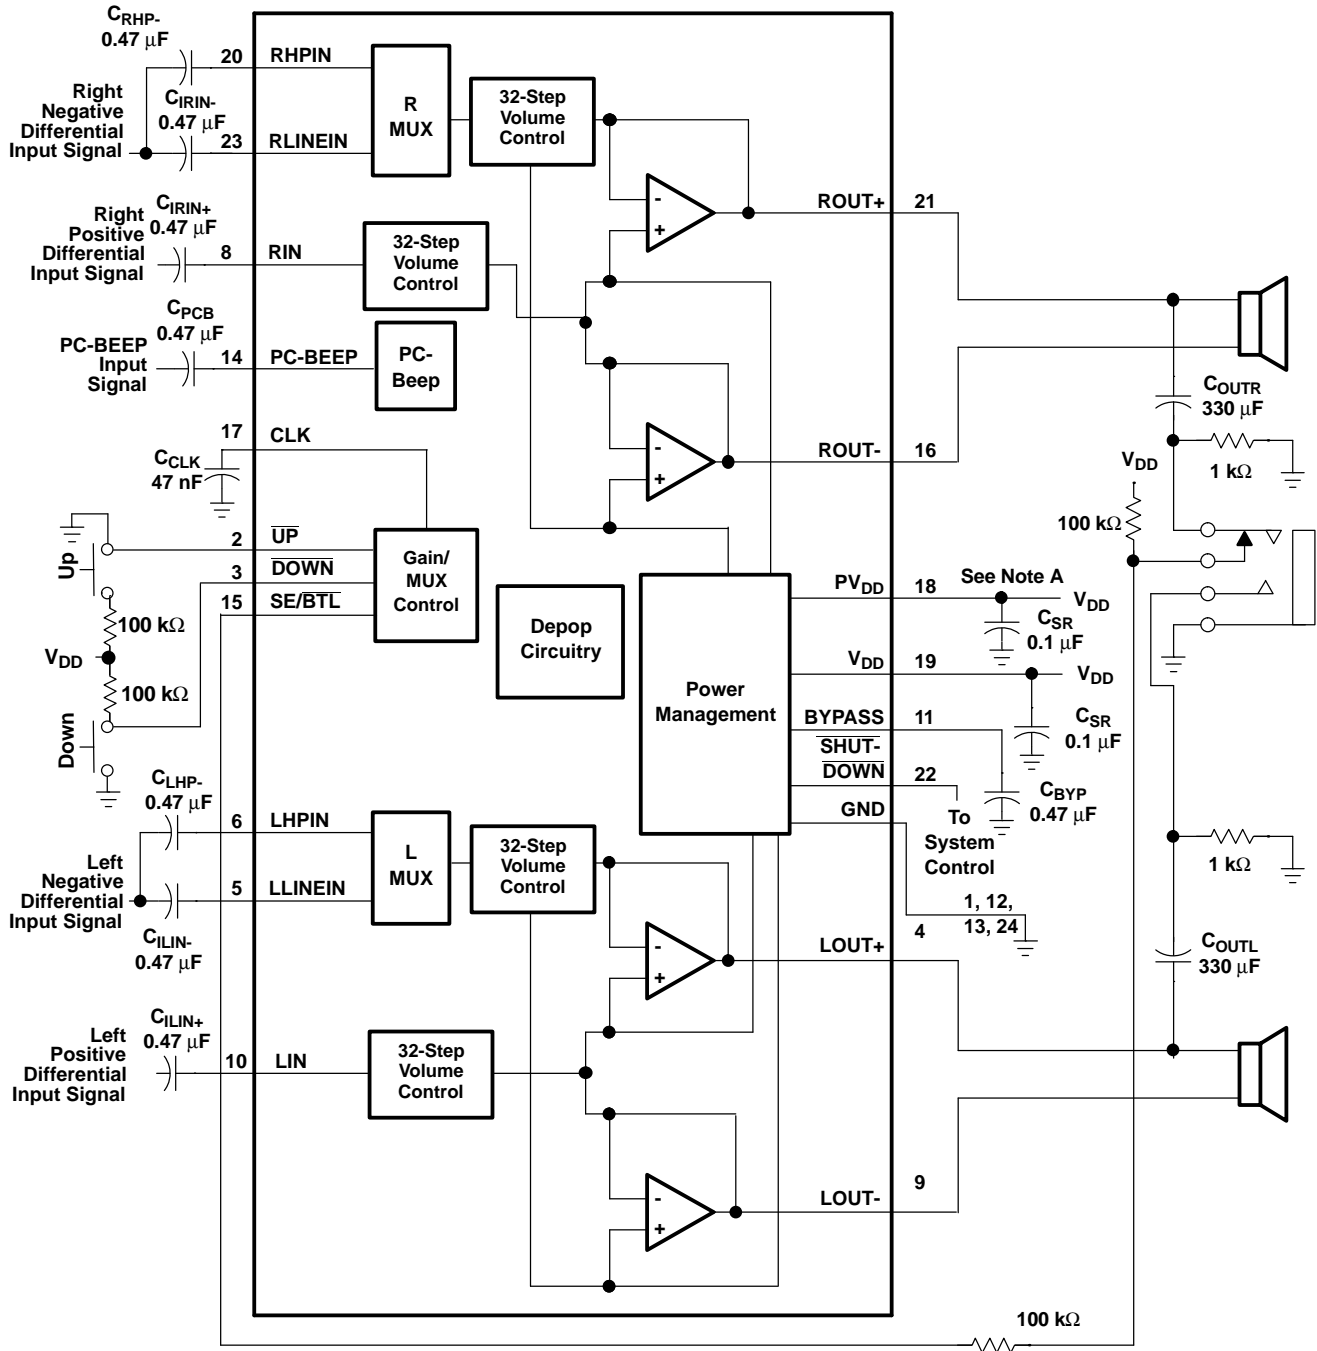 CRHP-
0.47 μF
20
RHPIN
Right
Negative
Differential
Input Signal
CIRIN-
0.47 μF
23
RLINEIN
R
MUX
32-Step
Volume
Control
Right
Positive
Differential
Input Signal
CIRIN+
0.47 μF
8
RIN
32-Step
Volume
Control
-
+
ROUT+
21
CPCB
0.47 μF
PC-BEEP
Input
Signal
14
PC-BEEP
PC-
Beep
COUTR
330 μF
17
CLK
CCLK
47 nF
-
+
ROUT-
16
VDD
1 kΩ
100 kΩ
Up
2
UP
3
DOWN
15
SE/BTL
Gain/
MUX
Control
100 kΩ
VDD
100 kΩ
Down
Depop
Circuitry
Power
Management
PVDD
18
See Note A
VDD
CSR
0.1 μF
VDD
19
VDD
CSR
0.1 μF
BYPASS
11
SHUT-
DOWN
22
CBYP
0.47 μF
GND
To
System
Control
1, 12,
13, 24
1 kΩ
CLHP-
0.47 μF
6
LHPIN
Left
Negative
Differential
Input Signal
5
LLINEIN
CILIN-
0.47 μF
L
MUX
32-Step
Volume
Control
-
+
LOUT+
4
COUTL
330 μF
Left
Positive
Differential
Input Signal
CILIN+
0.47 μF
10
LIN
32-Step
Volume
Control
-
+
LOUT-
9
100 kΩ